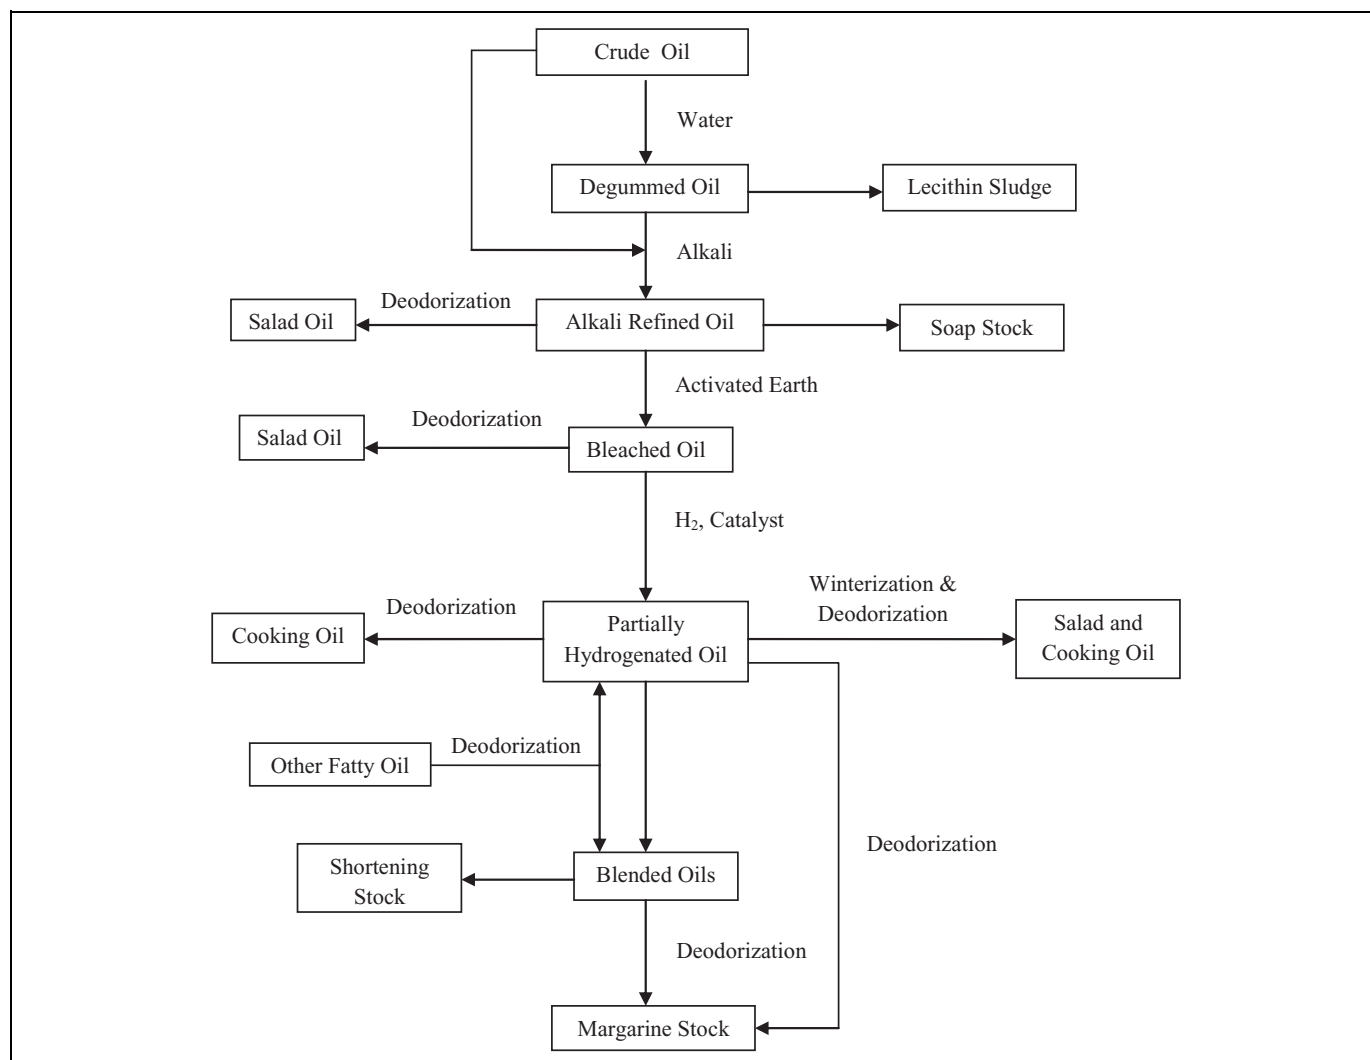 Crude Oil
Water
Degummed Oil
Lecithin Sludge
Alkali
Deodorization
Salad Oil
Alkali Refined Oil
Soap Stock
Activated Earth
Deodorization
Salad Oil
Bleached Oil
H₂, Catalyst
Winterization &
Deodorization
Deodorization
Cooking Oil
Partially
Hydrogenated Oil
Salad and
Cooking Oil
Deodorization
Other Fatty Oil
Deodorization
Shortening
Stock
Blended Oils
Deodorization
Margarine Stock